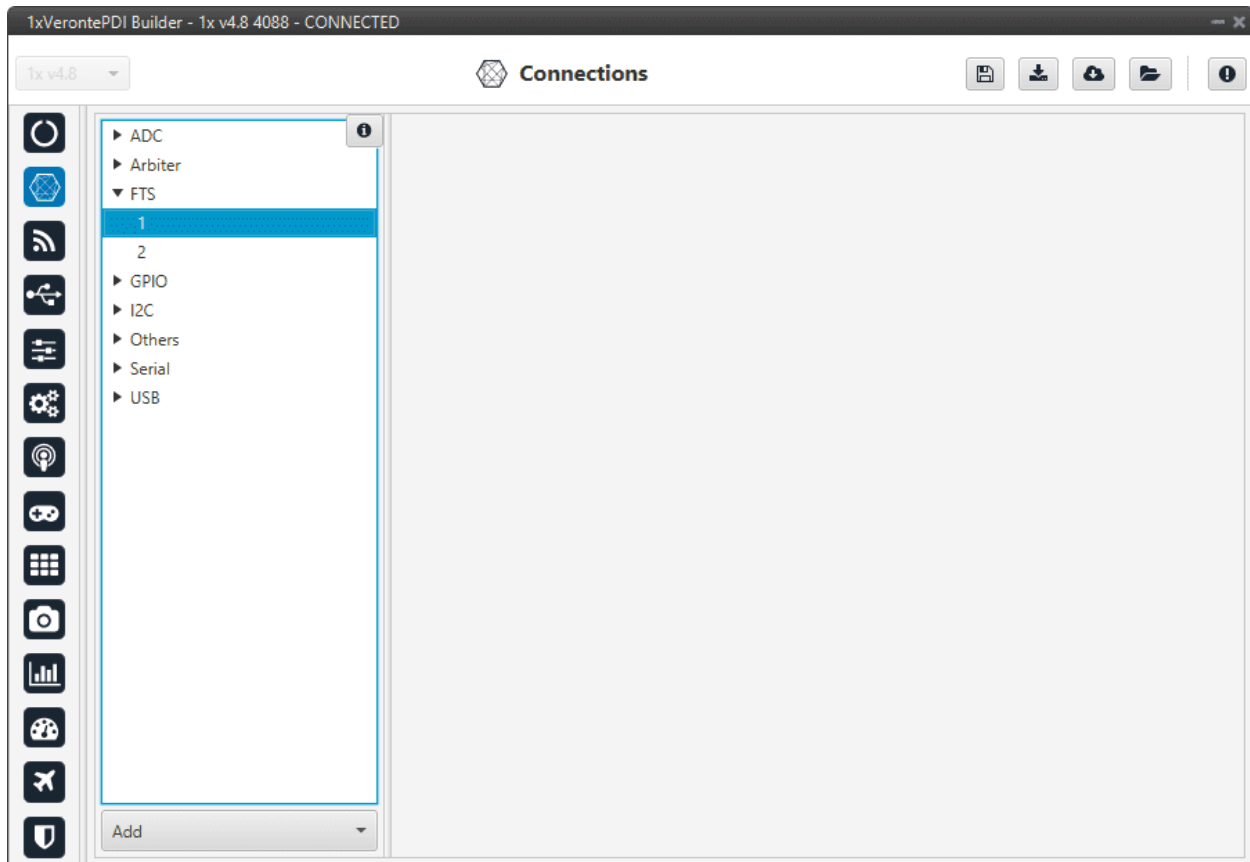 1xVerontePDI Builder - 1x v4.8 4088 - CONNECTED
1x v4.8
Connections
ADC
Arbiter
FTS
1
2
GPIO
I2C
Others
Serial
USB
Add